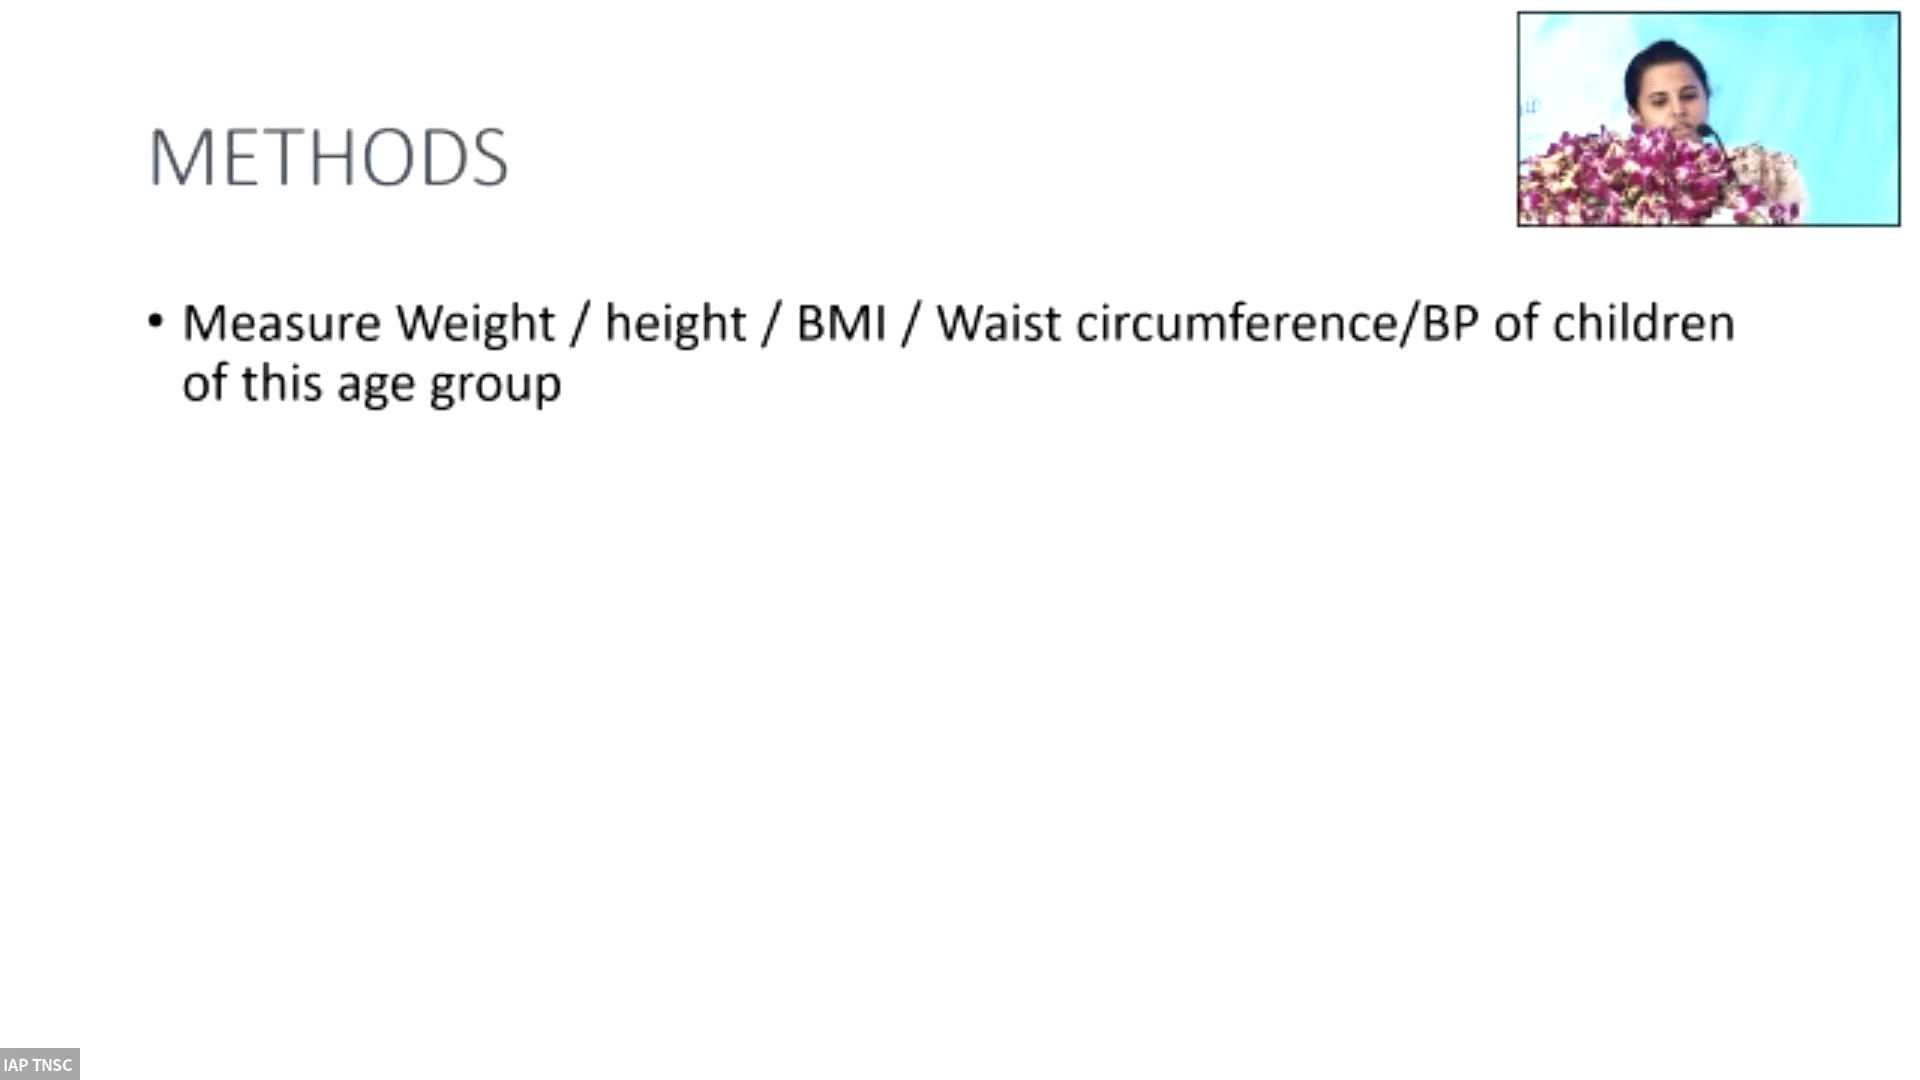 METHODS
• Measure Weight / height / BMI / Waist circumference/BP of children
of this age group
IAP TNSC